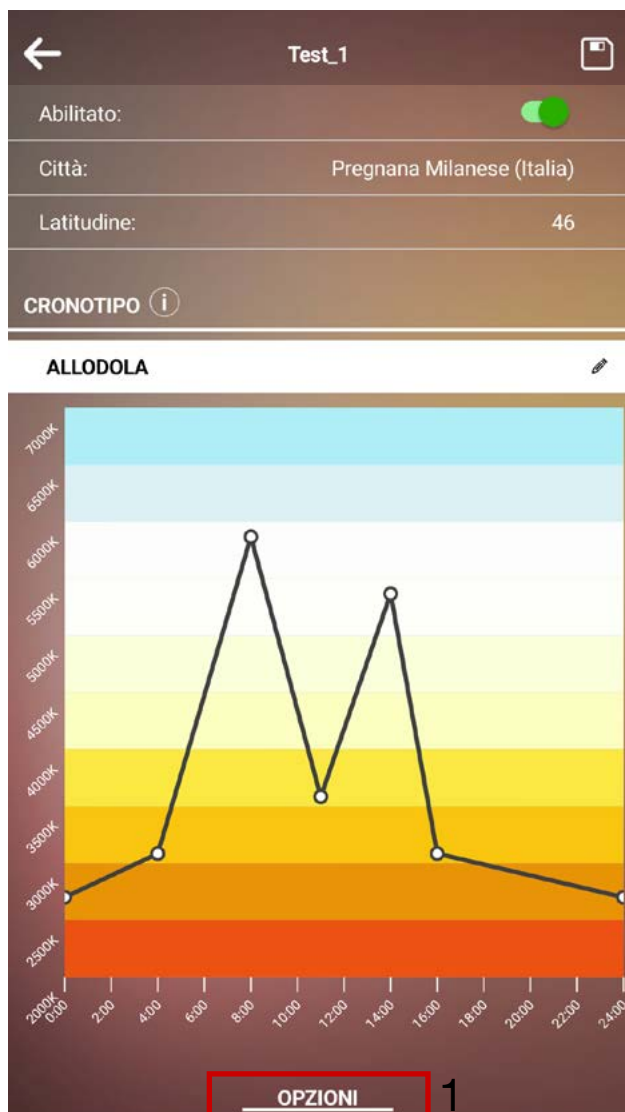 Test_1
Abilitato:
Città: Pregnana Milanese (Italia)
Latitudine: 46
CRONOTIPO i
ALLODOLA
7000K
6500K
6000K
5500K
5000K
4500K
4000K
3500K
3000K
2500K
2000K
0:00 2:00 4:00 6:00 8:00 10:00 12:00 14:00 16:00 18:00 20:00 22:00 24:00
OPZIONI 1